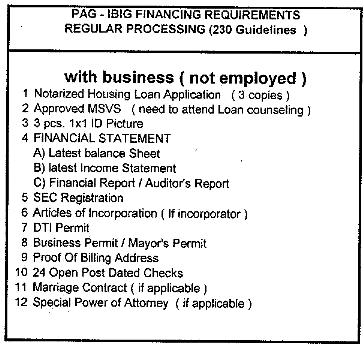 PAG - IBIG FINANCING REQUIREMENTS
REGULAR PROCESSING (230 Guidelines )
with business ( not employed )
1 Notarized Housing Loan Application ( 3 copies )
2 Approved MSVS ( need to attend Loan counseling )
3 3 pcs. 1x1 ID Picture
4 FINANCIAL STATEMENT
A) Latest balance Sheet
B) latest Income Statement
C) Financial Report / Auditor's Report
5 SEC Registration
6 Articles of Incorporation ( If incorporator )
7 DTI Permit
8 Business Permit / Mayor's Permit
9 Proof Of Billing Address
10 24 Open Post Dated Checks
11 Marriage Contract ( if applicable )
12 Special Power of Attorney ( if applicable )